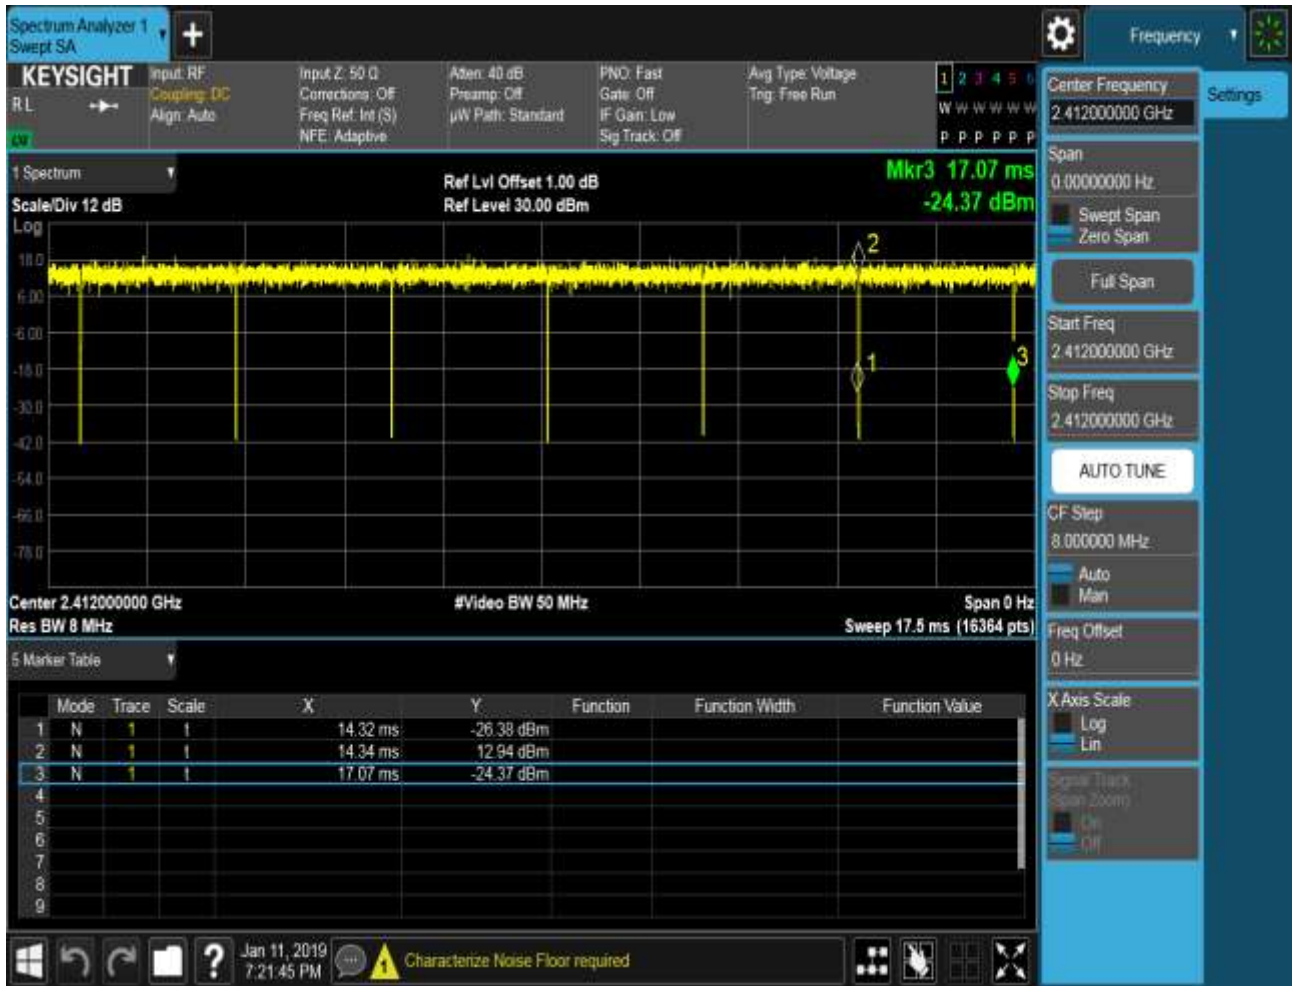 Spectrum Analyzer 1
Swept SA
+
Frequency
KEYSIGHT
RL
Input: RF
Coupling: DC
Align: Auto
Input Z: 50 Ω
Corrections: Off
Freq Ref: Int (S)
NFE: Adaptive
Atten: 40 dB
Preamp: Off
µW Path: Standard
PNO: Fast
Gate: Off
IF Gain: Low
Sig Track: Off
Avg Type: Voltage
Trig: Free Run
1 2 3 4 5 6
W W W W W W
P P P P P P
Settings
Center Frequency
2.412000000 GHz
Span
0.00000000 Hz
Swept Span
Zero Span
Full Span
Start Freq
2.412000000 GHz
Stop Freq
2.412000000 GHz
AUTO TUNE
CF Step
8.000000 MHz
Auto
Man
Freq Offset
0 Hz
X Axis Scale
Log
Lin
Signal Track
(Span Zoom)
On
Off
1 Spectrum
Scale/Div 12 dB
Log
Ref Lvl Offset 1.00 dB
Ref Level 30.00 dBm
Mkr3 17.07 ms
-24.37 dBm
18.0
6.00
-6.00
-18.0
-30.0
-42.0
-54.0
-66.0
-78.0
2
1
3
Center 2.412000000 GHz
#Video BW 50 MHz
Span 0 Hz
Res BW 8 MHz
Sweep 17.5 ms (16364 pts)
5 Marker Table
Mode Trace Scale X Y Function Function Width Function Value
1 N 1 t 14.32 ms -26.38 dBm
2 N 1 t 14.34 ms 12.94 dBm
3 N 1 t 17.07 ms -24.37 dBm
4
5
6
7
8
9
?
Jan 11, 2019
7:21:45 PM
1
Characterize Noise Floor required